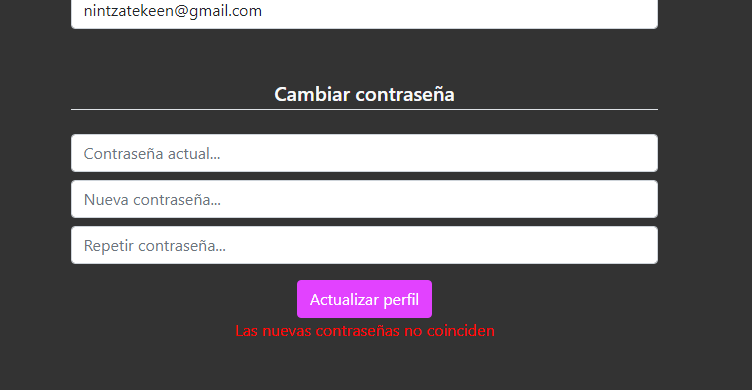 nintzatekeen@gmail.com
Cambiar contraseña
Contraseña actual...
Nueva contraseña...
Repetir contraseña...
Actualizar perfil
Las nuevas contraseñas no coinciden